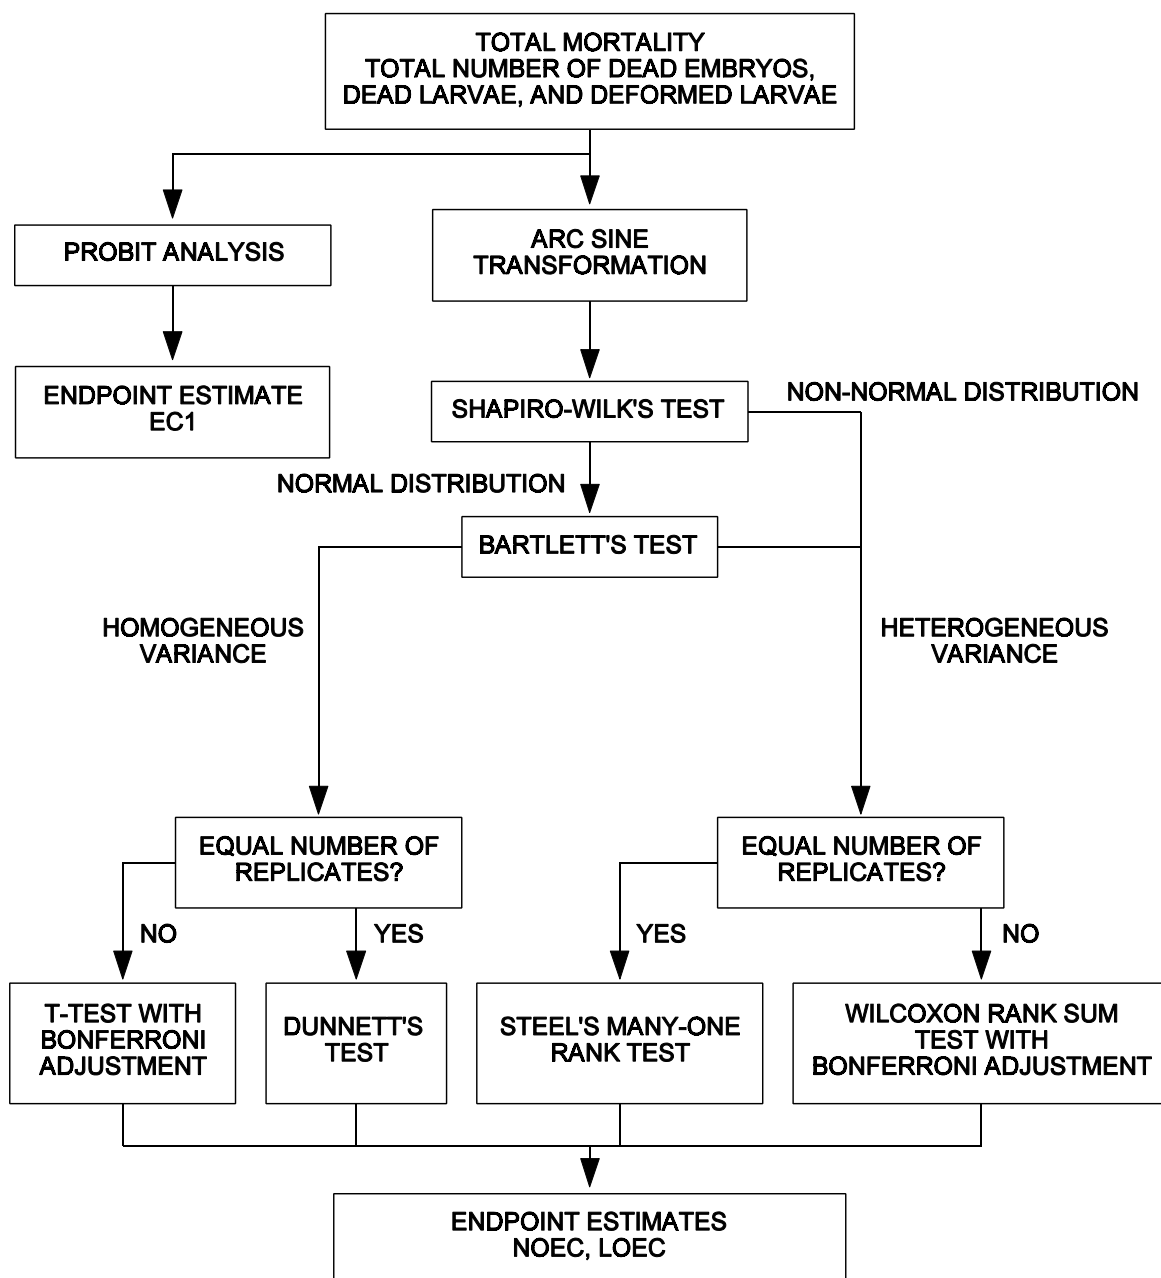 TOTAL MORTALITY
TOTAL NUMBER OF DEAD EMBRYOS,
DEAD LARVAE, AND DEFORMED LARVAE
PROBIT ANALYSIS
ARC SINE
TRANSFORMATION
ENDPOINT ESTIMATE
EC1
SHAPIRO-WILK'S TEST
NON-NORMAL DISTRIBUTION
NORMAL DISTRIBUTION
BARTLETT'S TEST
HOMOGENEOUS
VARIANCE
HETEROGENEOUS
VARIANCE
EQUAL NUMBER OF
REPLICATES?
EQUAL NUMBER OF
REPLICATES?
NO
YES
YES
NO
T-TEST WITH
BONFERRONI
ADJUSTMENT
DUNNETT'S
TEST
STEEL'S MANY-ONE
RANK TEST
WILCOXON RANK SUM
TEST WITH
BONFERRONI ADJUSTMENT
ENDPOINT ESTIMATES
NOEC, LOEC